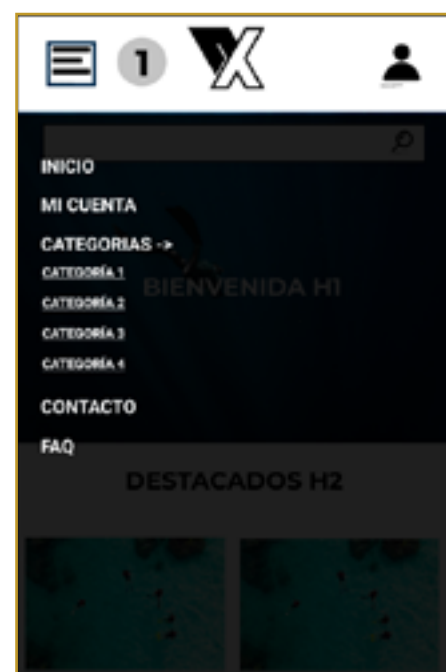 1
VX
INICIO
MI CUENTA
CATEGORIAS ->
CATEGORÍA 1
BIENVENIDA H1
CATEGORÍA 2
CATEGORÍA 3
CATEGORÍA 4
CONTACTO
FAQ
DESTACADOS H2